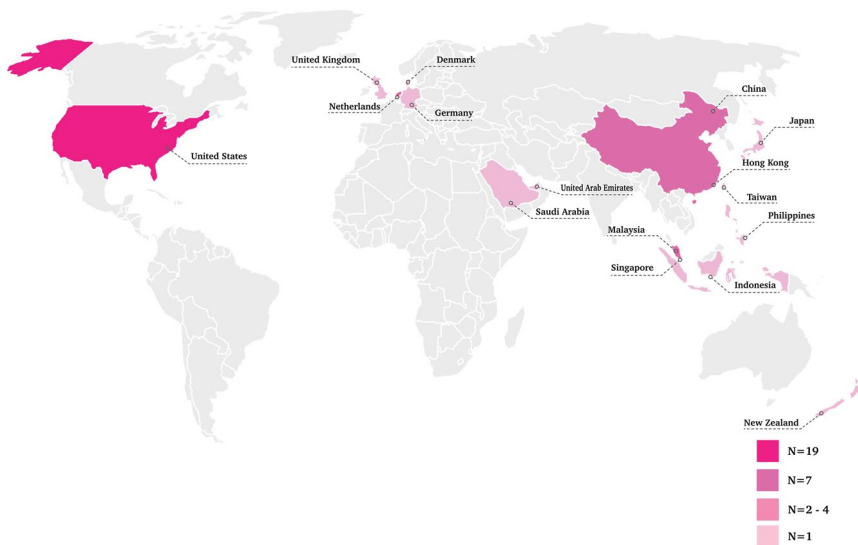 United Kingdom
Denmark
Netherlands
Germany
China
Japan
United States
Hong Kong
United Arab Emirates
Taiwan
Saudi Arabia
Philippines
Malaysia
Singapore
Indonesia
New Zealand
N=19
N=7
N=2 - 4
N=1